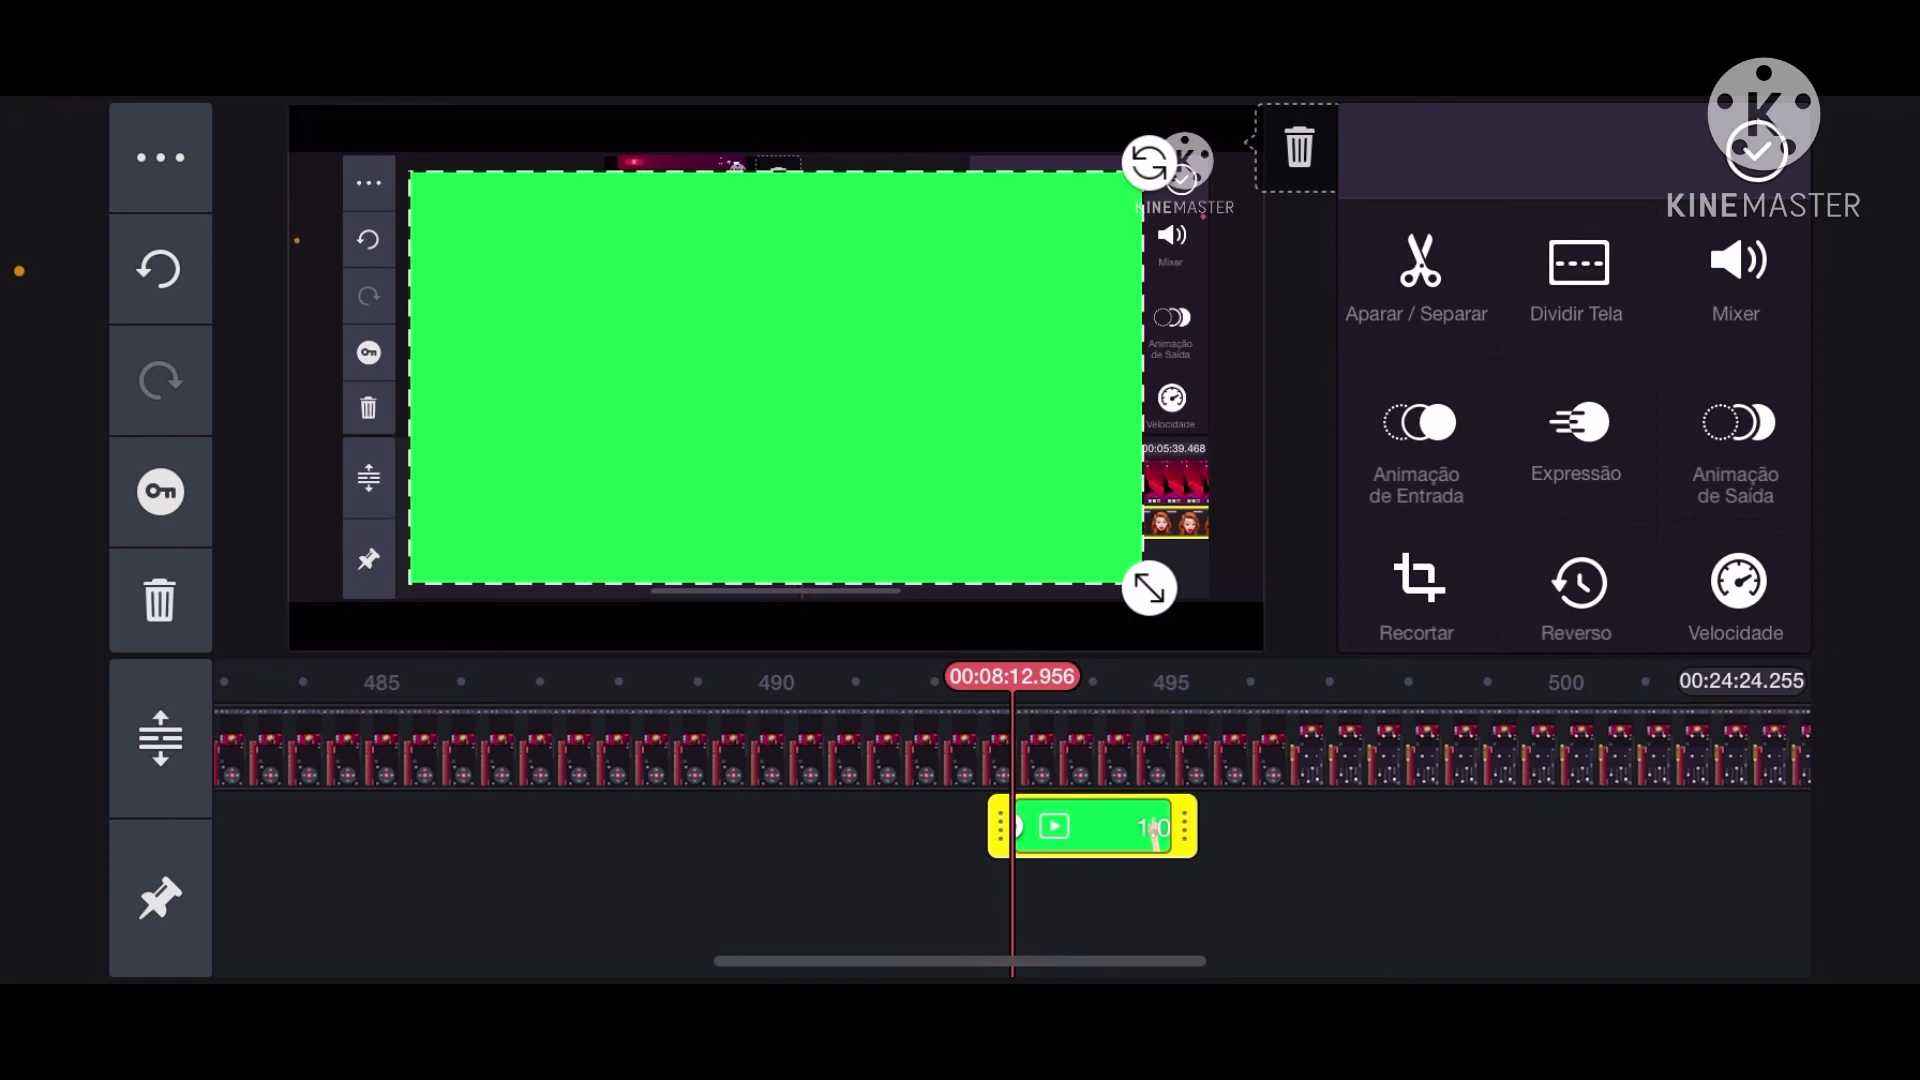 K
KINEMASTER
K
KINEMASTER
Mixer
Animação
de Saída
Velocidade
00:05:39.468
Aparar / Separar
Dividir Tela
Mixer
Animação
de Entrada
Expressão
Animação
de Saída
Recortar
Reverso
Velocidade
485
490
00:08:12.956
495
500
00:24:24.255